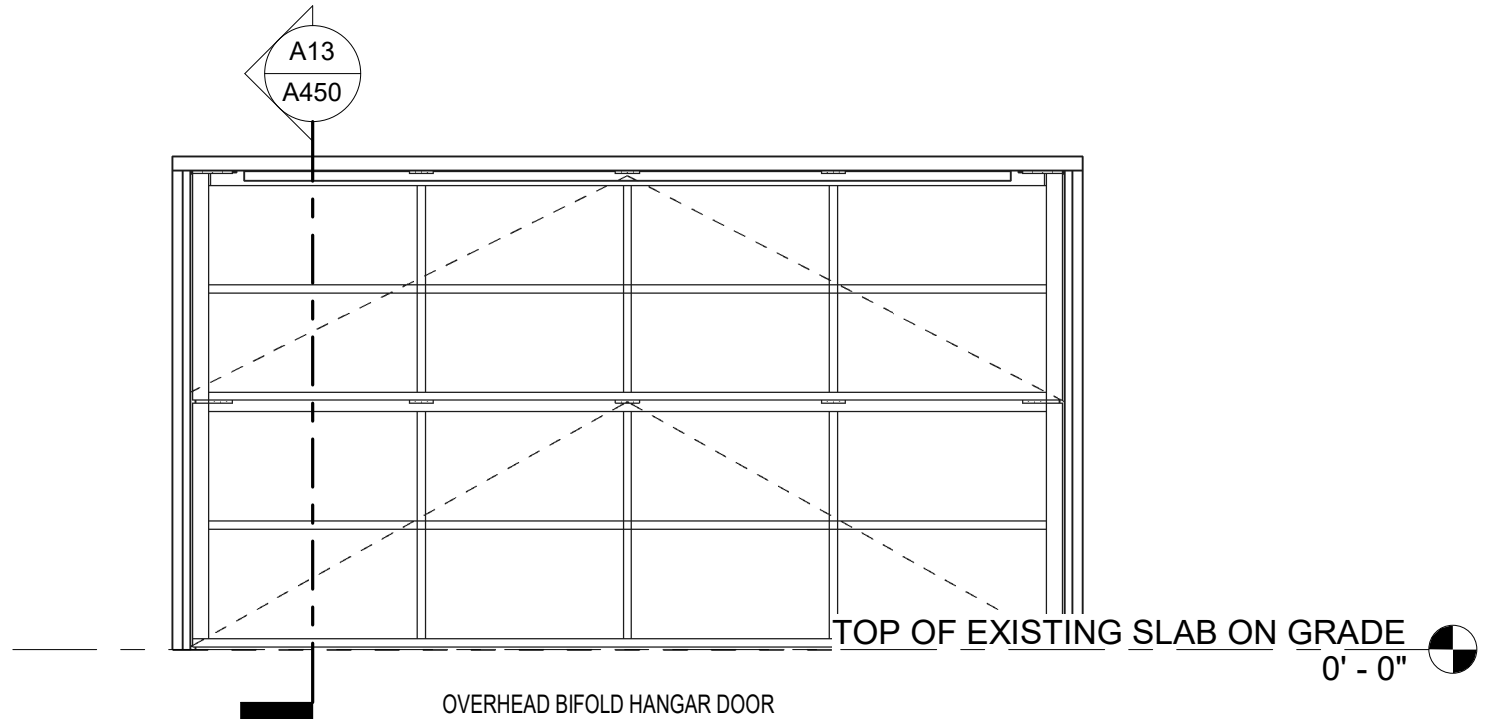 A13
A450
TOP OF EXISTING SLAB ON GRADE
0' - 0"
OVERHEAD BIFOLD HANGAR DOOR